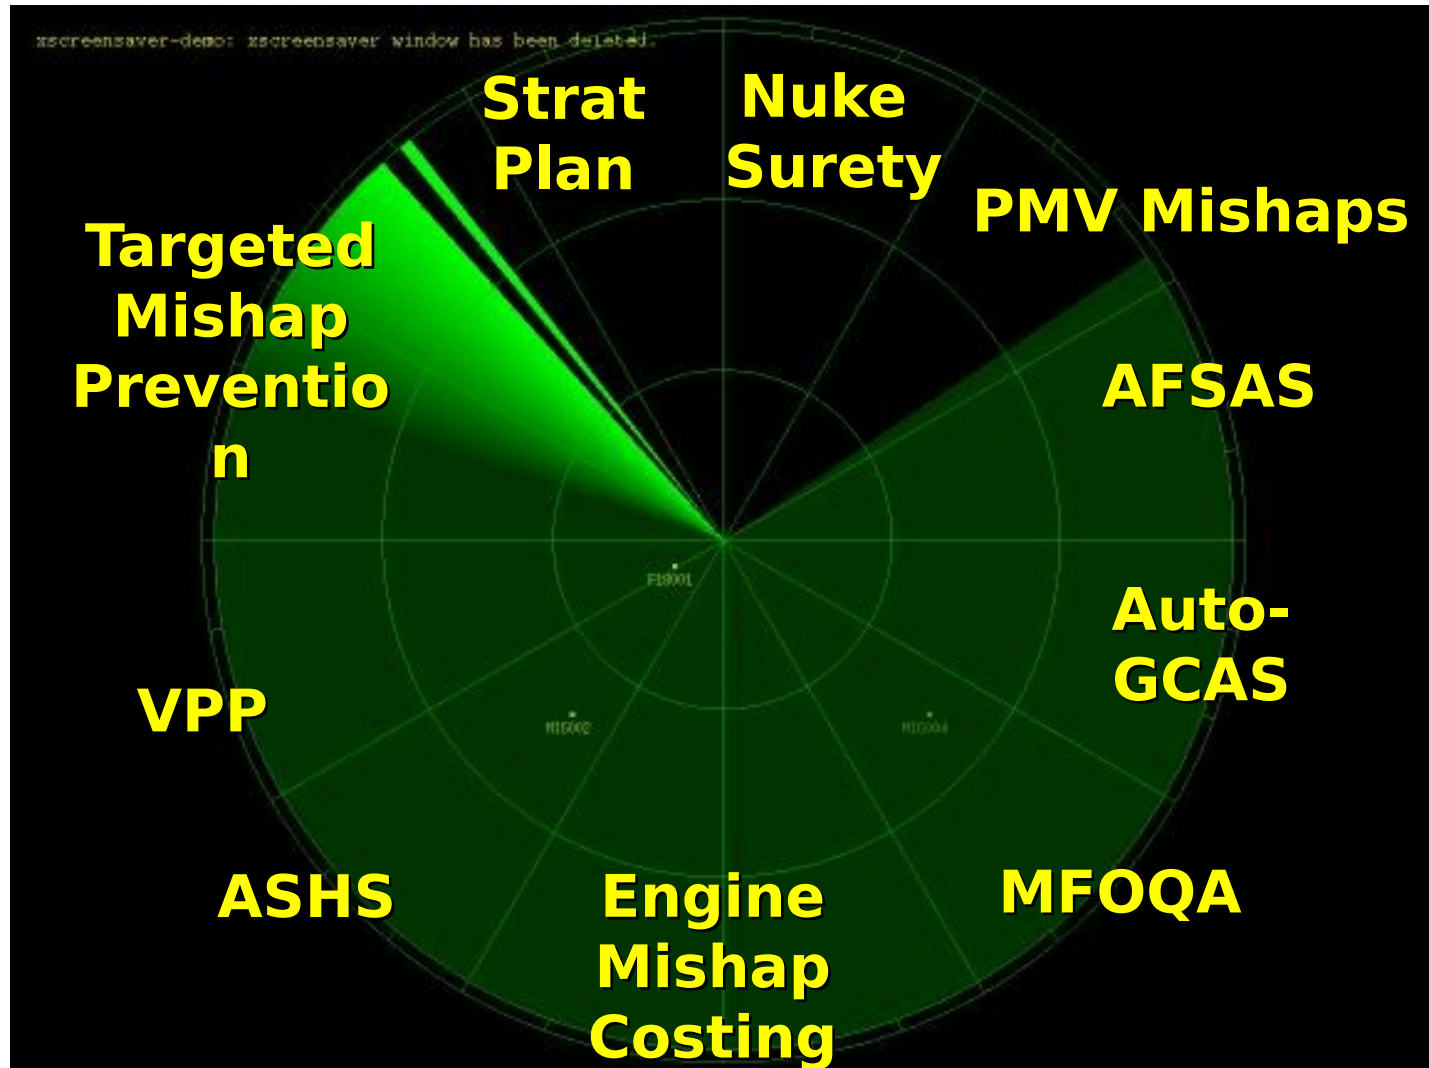 xscreensaver-demo: xscreensaver window has been deleted.
Strat
Plan
Nuke
Surety
PMV Mishaps
Targeted
Mishap
Preventio
n
AFSAS
Auto-
GCAS
VPP
MIG002
ASHS
Engine
Mishap
Costing
MFOQA